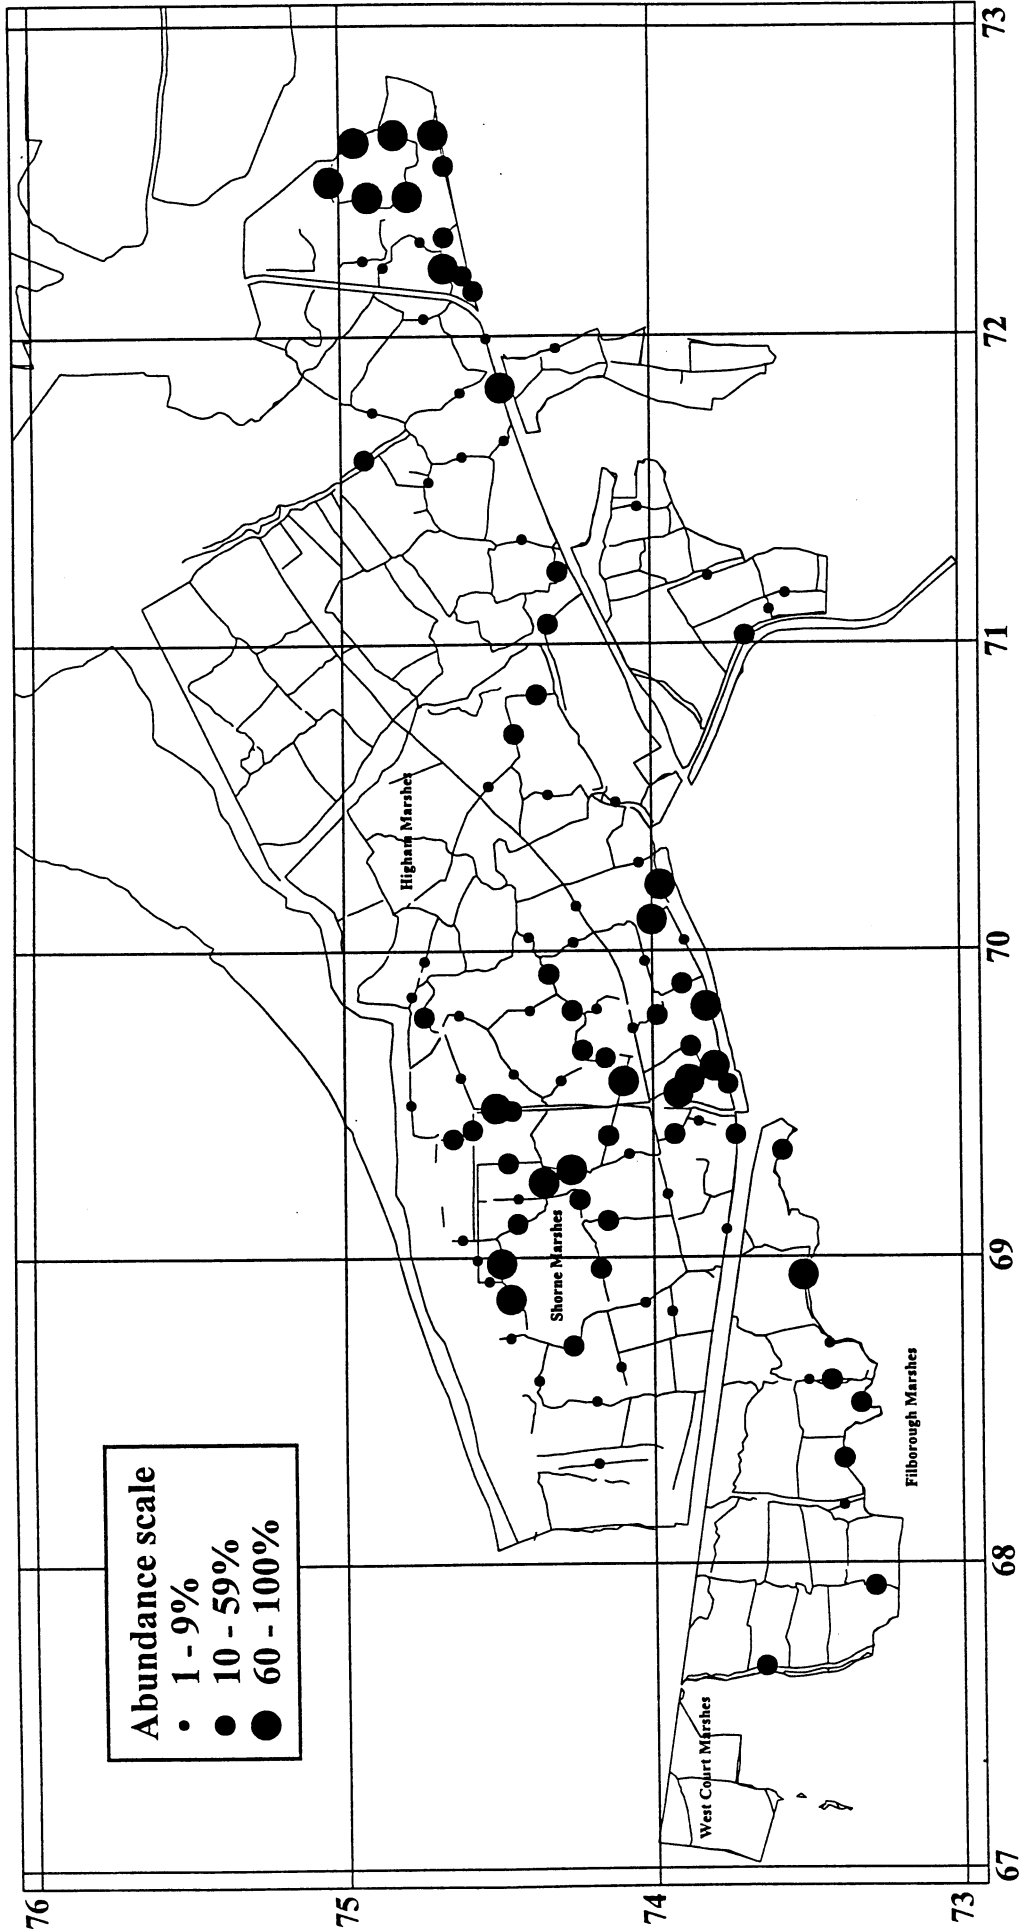 Abundance scale
1 - 9%
10 - 59%
60 - 100%
Higham Marshes
Shorne Marshes
Filborough Marshes
West Court Marshes
76
75
74
73
67
68
69
70
71
72
73